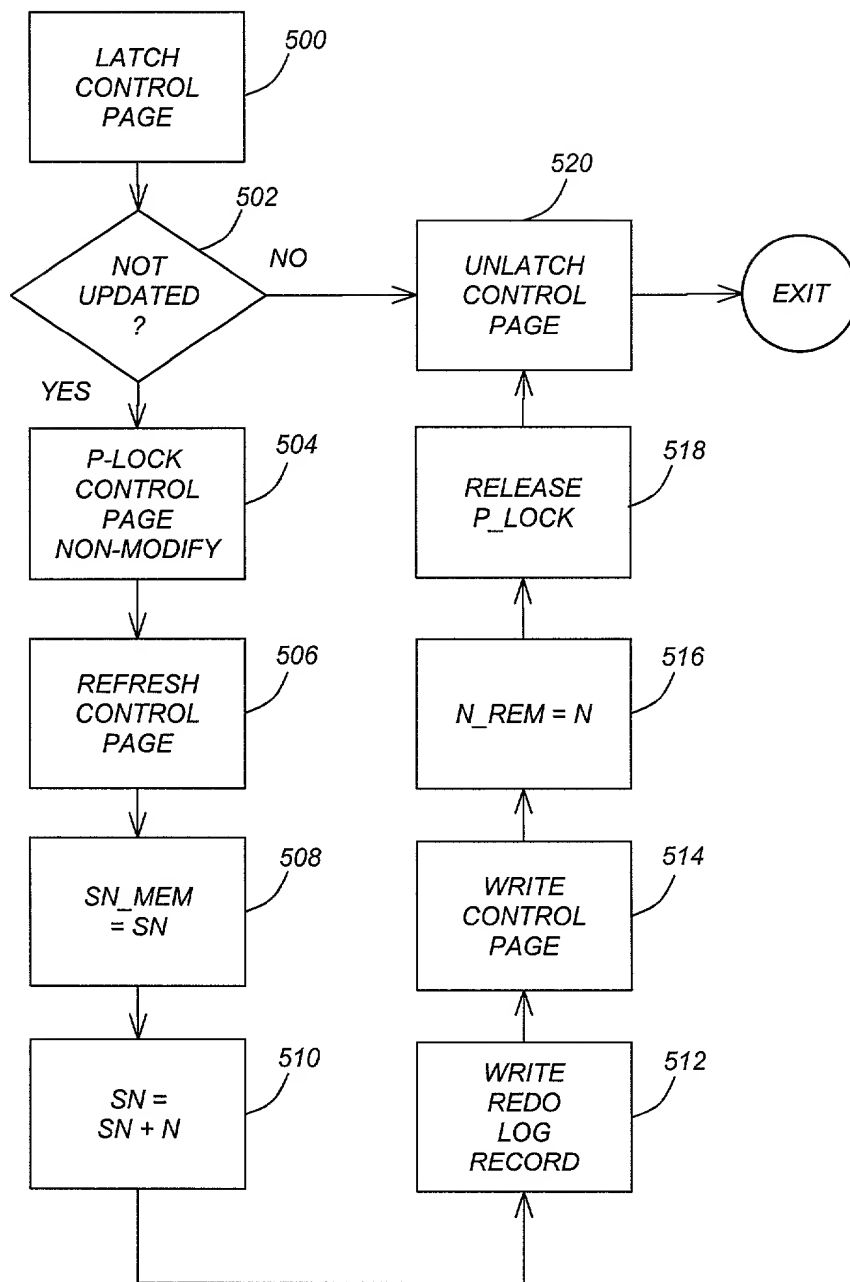 LATCH
CONTROL
PAGE
500
502
NOT
UPDATED
?
NO
YES
520
UNLATCH
CONTROL
PAGE
EXIT
P-LOCK
CONTROL
PAGE
NON-MODIFY
504
REFRESH
CONTROL
PAGE
506
SN_MEM
= SN
508
SN =
SN + N
510
WRITE
REDO
LOG
RECORD
512
WRITE
CONTROL
PAGE
514
N_REM = N
516
RELEASE
P_LOCK
518